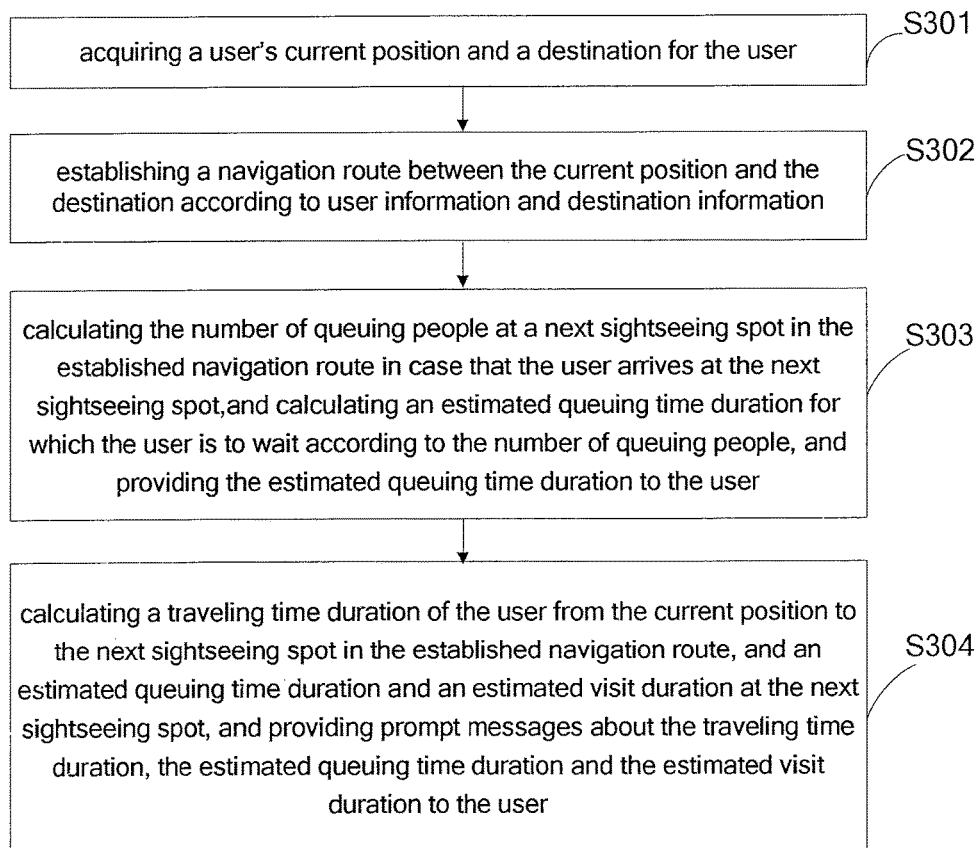 acquiring a user's current position and a destination for the user
S301
establishing a navigation route between the current position and the
destination according to user information and destination information
S302
calculating the number of queuing people at a next sightseeing spot in the
established navigation route in case that the user arrives at the next
sightseeing spot,and calculating an estimated queuing time duration for
which the user is to wait according to the number of queuing people, and
providing the estimated queuing time duration to the user
S303
calculating a traveling time duration of the user from the current position to
the next sightseeing spot in the established navigation route, and an
estimated queuing time duration and an estimated visit duration at the next
sightseeing spot, and providing prompt messages about the traveling time
duration, the estimated queuing time duration and the estimated visit
duration to the user
S304